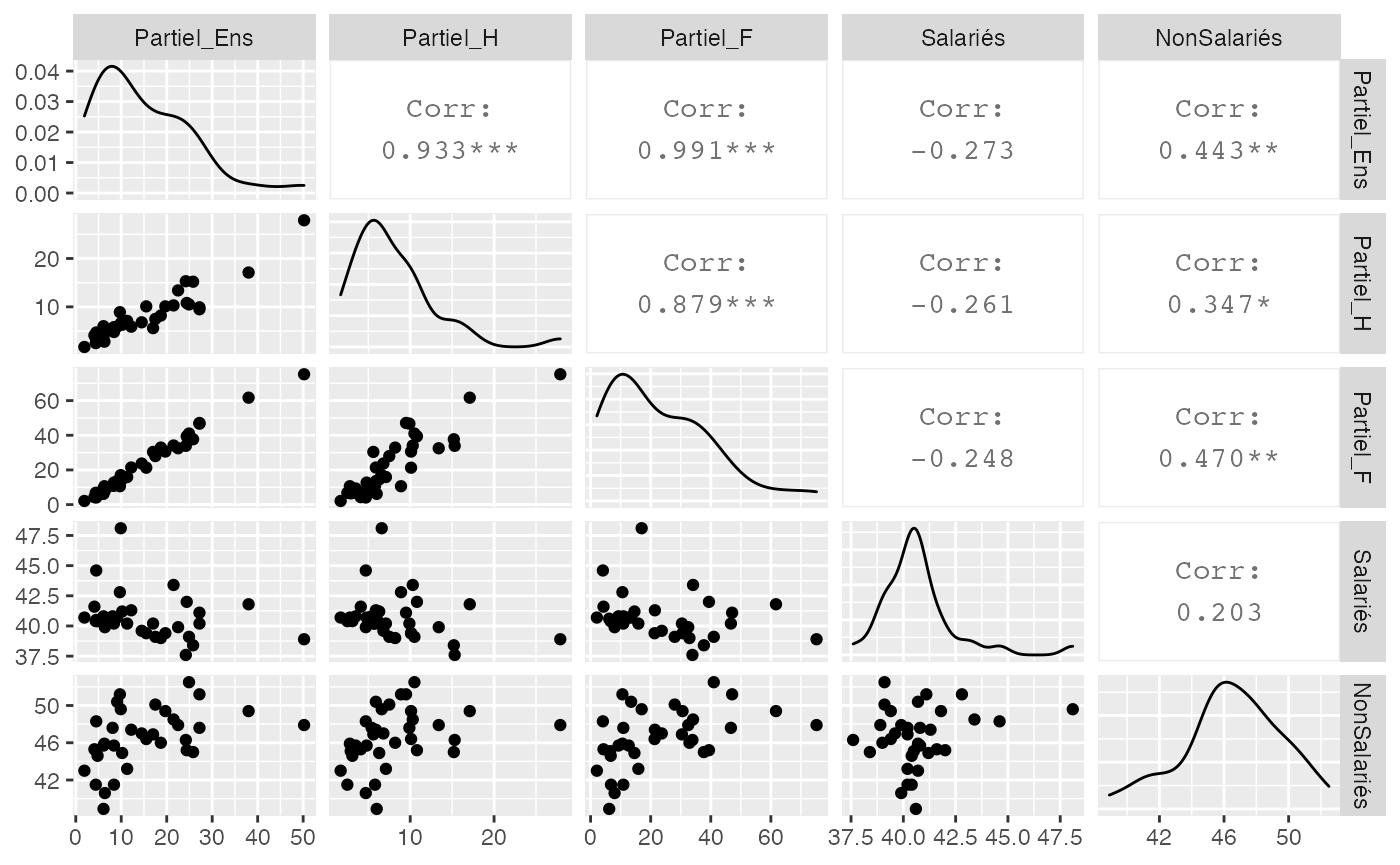 Partiel_Ens Partiel_H Partiel_F Salariés NonSalariés
0.04
0.03
0.02
0.01
0.00
Corr:
0.933***
Corr:
0.991***
Corr:
-0.273
Corr:
0.443**
Partiel_Ens
20
10
Corr:
0.879***
Corr:
-0.261
Corr:
0.347*
Partiel_H
60
40
20
0
Corr:
-0.248
Corr:
0.470**
Partiel_F
47.5
45.0
42.5
40.0
37.5
Corr:
0.203
Salariés
50
46
42
NonSalariés
0 10 20 30 40 50 10 20 0 20 40 60 37.5 40.0 42.5 45.0 47.5 42 46 50